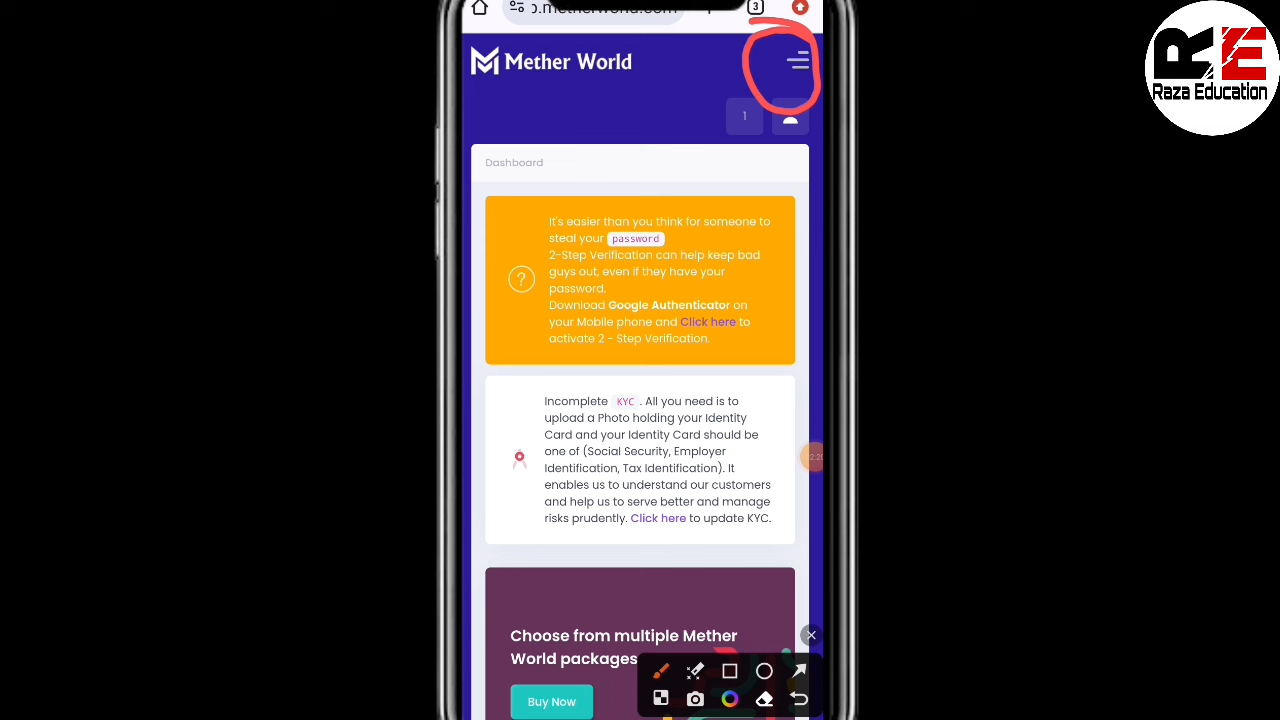 3
Mether World
1
Dashboard
It's easier than you think for someone to
steal your password
2-Step Verification can help keep bad
guys out, even if they have your
password.
Download Google Authenticator on
your Mobile phone and Click here to
activate 2 - Step Verification.
?
Incomplete KYC . All you need is to
upload a Photo holding your Identity
Card and your Identity Card should be
one of (Social Security, Employer
Identification, Tax Identification). It
enables us to understand our customers
and help us to serve better and manage
risks prudently. Click here to update KYC.
Choose from multiple Mether
World packages
Buy Now
RE
Raza Education